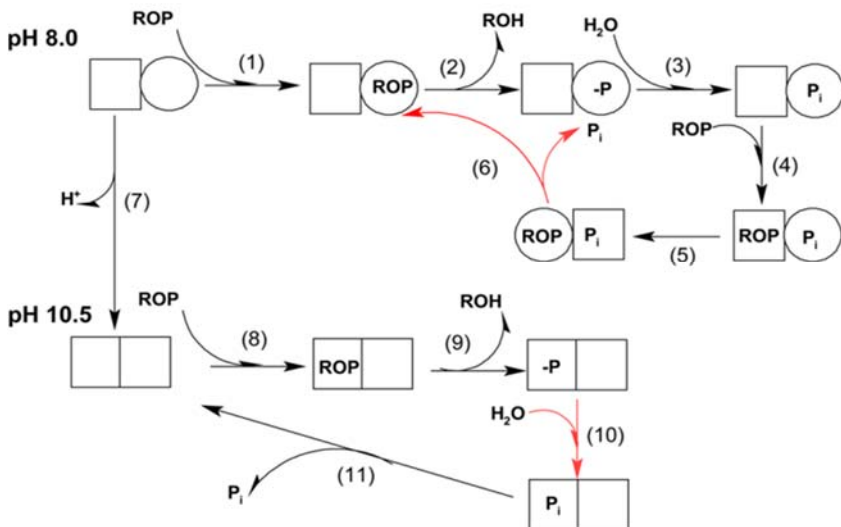 pH 8.0
ROP
(1)
ROP
(2)
ROH
-P
H₂O
(3)
Pᵢ
ROP
(4)
ROP
Pᵢ
(5)
ROP
Pᵢ
(6)
Pᵢ
H⁺
(7)
pH 10.5
ROP
(8)
ROP
(9)
ROH
-P
H₂O
(10)
Pᵢ
(11)
Pᵢ